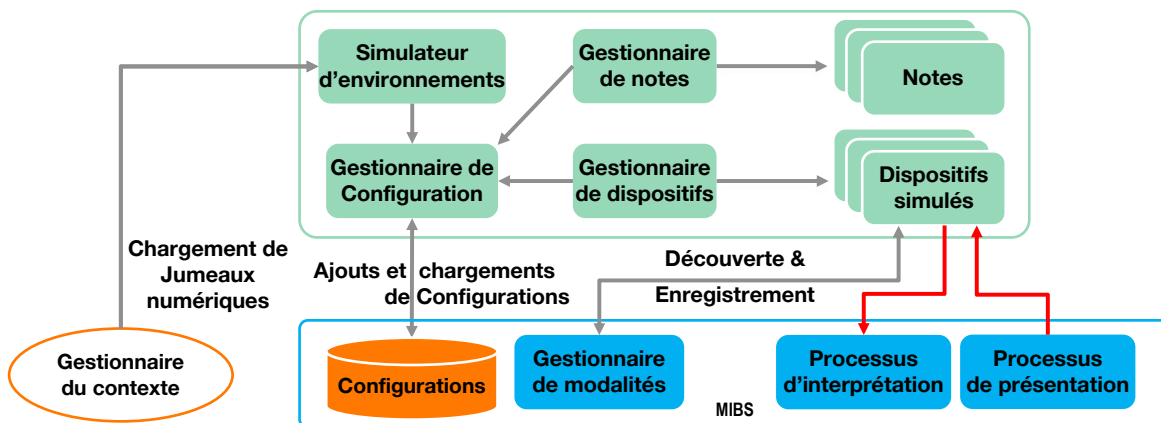 Simulateur
d'environnements
Gestionnaire
de notes
Notes
Gestionnaire de
Configuration
Gestionnaire
de dispositifs
Dispositifs
simulés
Chargement de
Jumeaux
numériques
Ajouts et chargements
de Configurations
Découverte &
Enregistrement
Gestionnaire
du contexte
Configurations
Gestionnaire
de modalités
Processus
d'interprétation
Processus
de présentation
MIBS